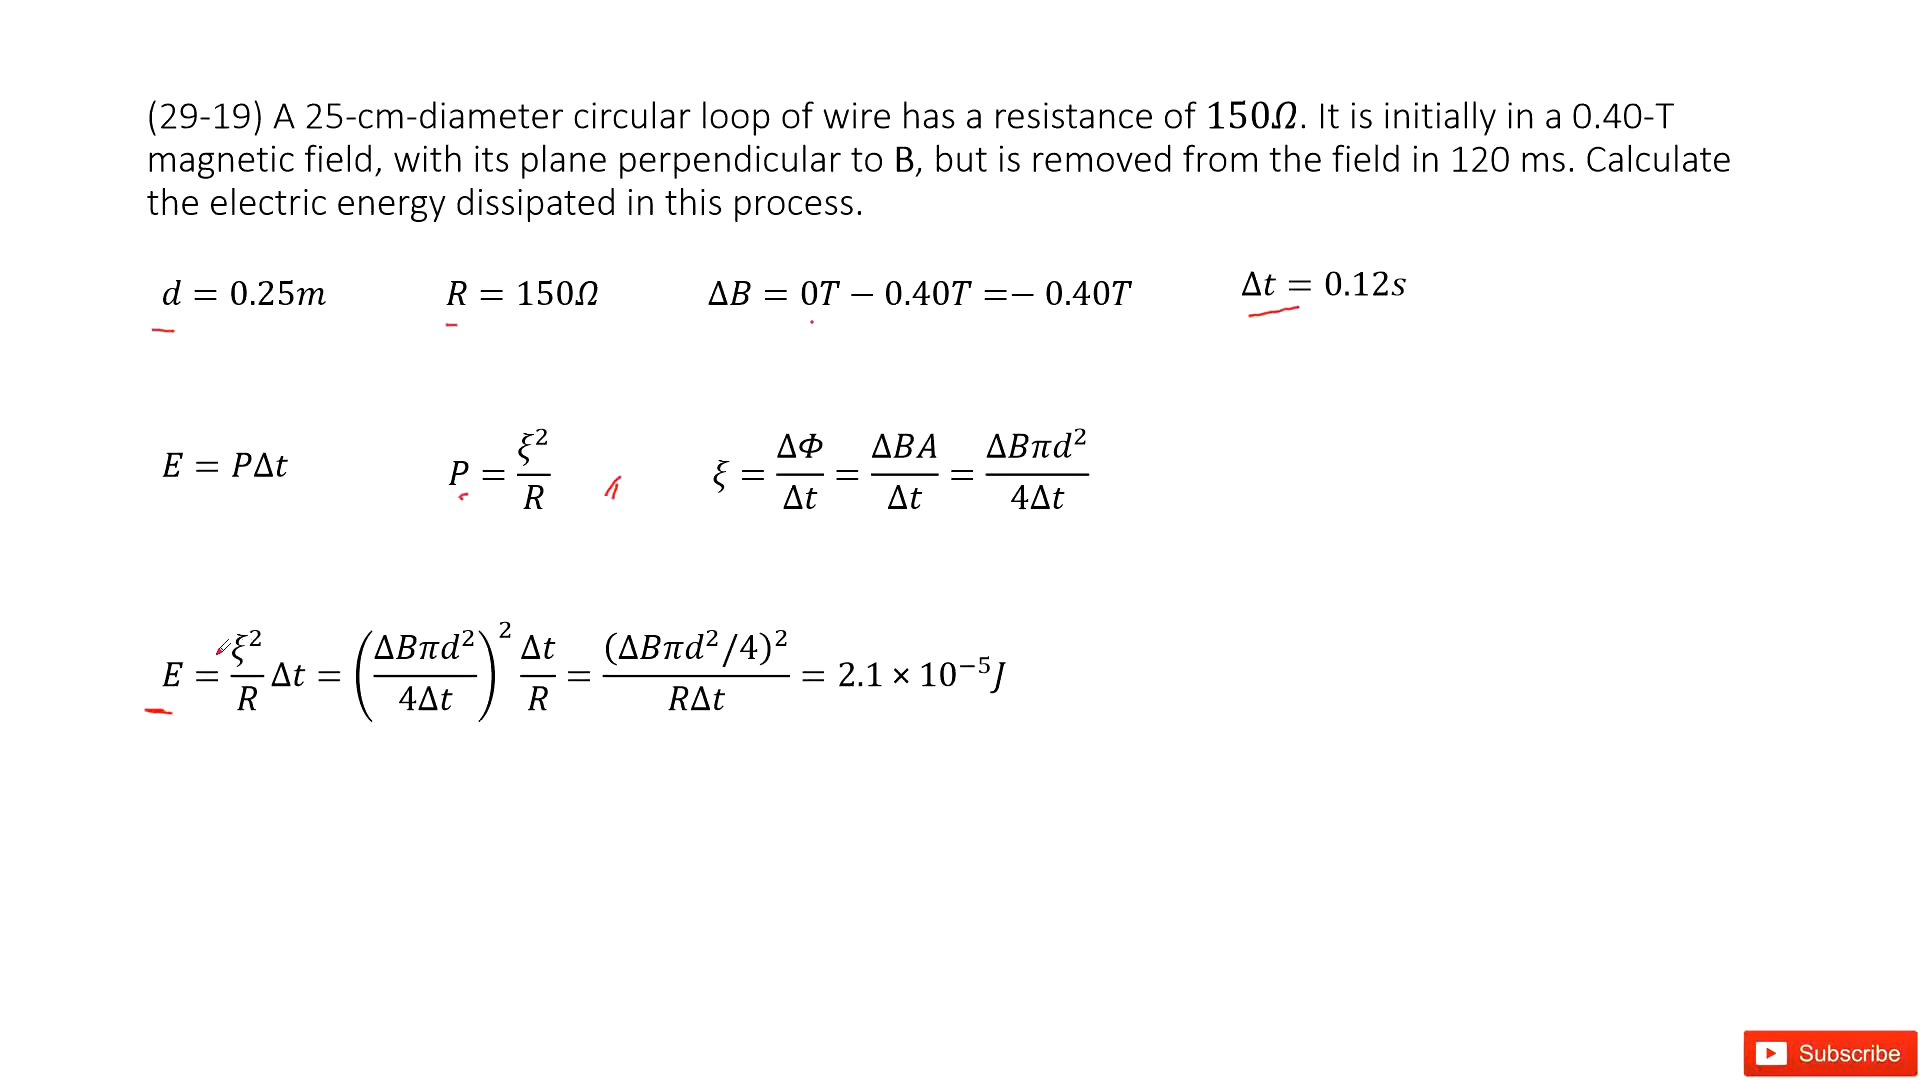 (29-19) A 25-cm-diameter circular loop of wire has a resistance of 150Ω. It is initially in a 0.40-T
magnetic field, with its plane perpendicular to B, but is removed from the field in 120 ms. Calculate
the electric energy dissipated in this process.
d = 0.25m R = 150Ω ΔB = 0T − 0.40T =− 0.40T Δt = 0.12s
E = PΔt P = ξ²/R ξ = ΔΦ/Δt = ΔBA/Δt = ΔBπd²/4Δt
E = ξ²/R Δt = (ΔBπd²/4Δt)² Δt/R = (ΔBπd²/4)²/RΔt = 2.1 × 10⁻⁵J
Subscribe